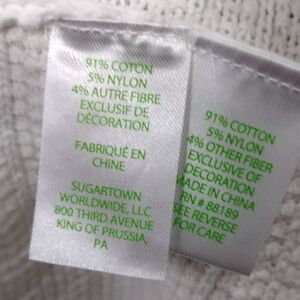 91% COTON
5% NYLON
4% AUTRE FIBRE
EXCLUSIF DE
DÉCORATION
FABRIQUÉ EN
CHINE
SUGARTOWN
WORLDWIDE, LLC
800 THIRD AVENUE
KING OF PRUSSIA,
PA
91% COTTON
5% NYLON
4% OTHER FIBER
EXCLUSIVE OF
DECORATION
MADE IN CHINA
RN # 88189
SEE REVERSE
FOR CARE